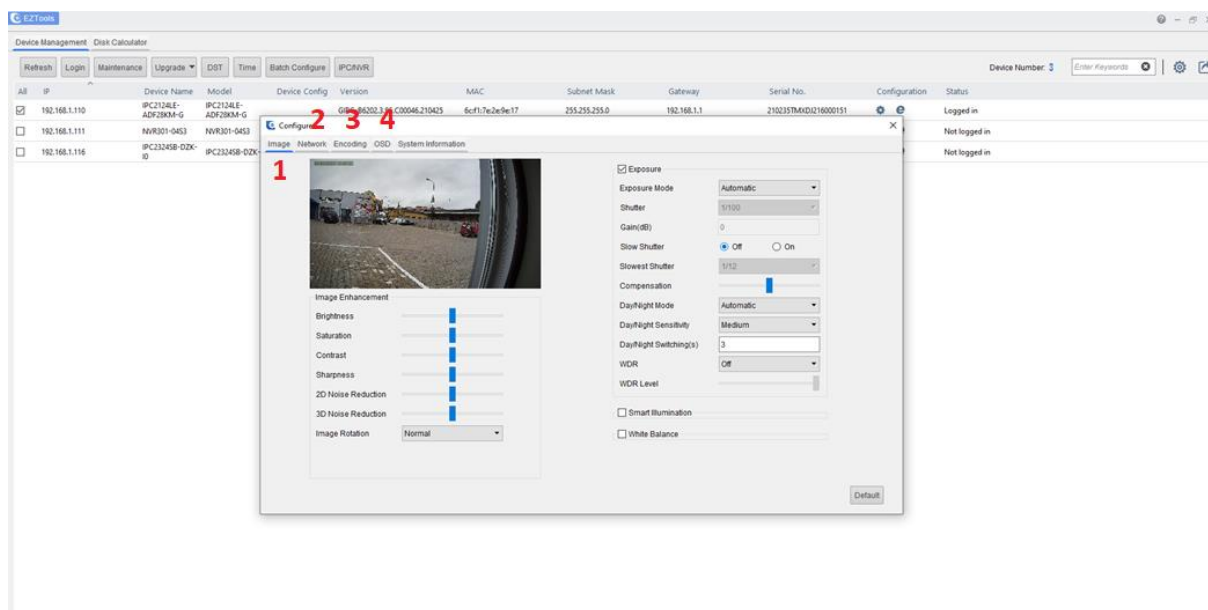 EZTools
Device Management Disk Calculator
Refresh Login Maintenance Upgrade DST Time Batch Configure IPC/NVR Device Number: 3 Enter Keywords
All IP Device Name Model Device Config Version MAC Subnet Mask Gateway Serial No. Configuration Status
192.168.1.110 IPC2124LE-ADF28KM-G IPC2124LE-ADF28KM-G 6c:f1:7e:2e:9e:17 255.255.255.0 192.168.1.1 210235TMXDJ216000151 Logged in
192.168.1.111 NVR301-04S3 NVR301-04S3 Not logged in
192.168.1.116 IPC2324SB-DZK-I0 IPC2324SB-DZK- Not logged in
Configure
2 3 4
Image Network Encoding OSD System Information
1
Exposure
Exposure Mode Automatic
Shutter 1/100
Gain(dB) 0
Slow Shutter Off On
Slowest Shutter 1/12
Compensation
Day/Night Mode Automatic
Day/Night Sensitivity Medium
Day/Night Switching(s) 3
WDR Off
WDR Level
Smart Illumination
White Balance
Image Enhancement
Brightness
Saturation
Contrast
Sharpness
2D Noise Reduction
3D Noise Reduction
Image Rotation Normal
Default